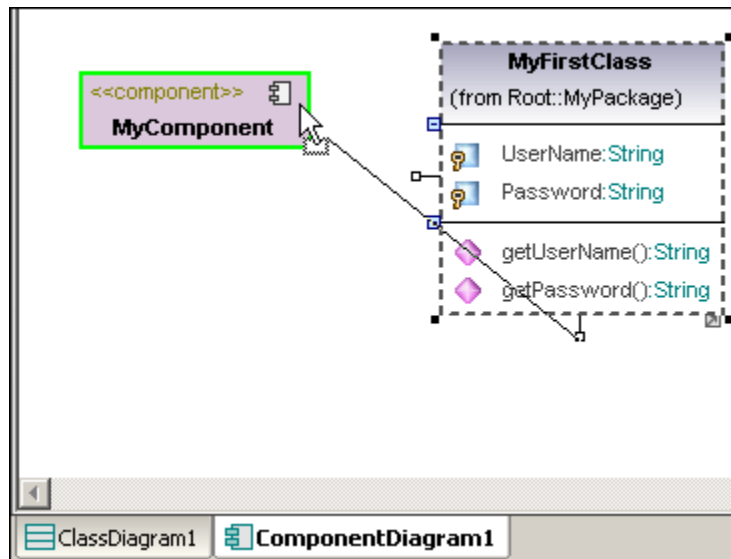 <<component>>
MyComponent
MyFirstClass
(from Root::MyPackage)
UserName:String
Password:String
getUserName():String
getPassword():String
ClassDiagram1
ComponentDiagram1